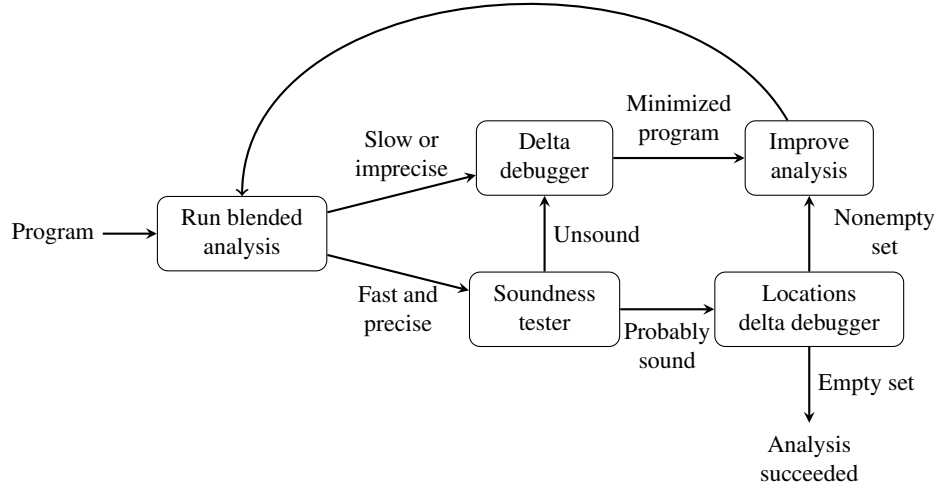 Minimized
program
Slow or
imprecise
Delta
debugger
Improve
analysis
Program
Run blended
analysis
Unsound
Nonempty
set
Fast and
precise
Soundness
tester
Probably
sound
Locations
delta debugger
Empty set
Analysis
succeeded